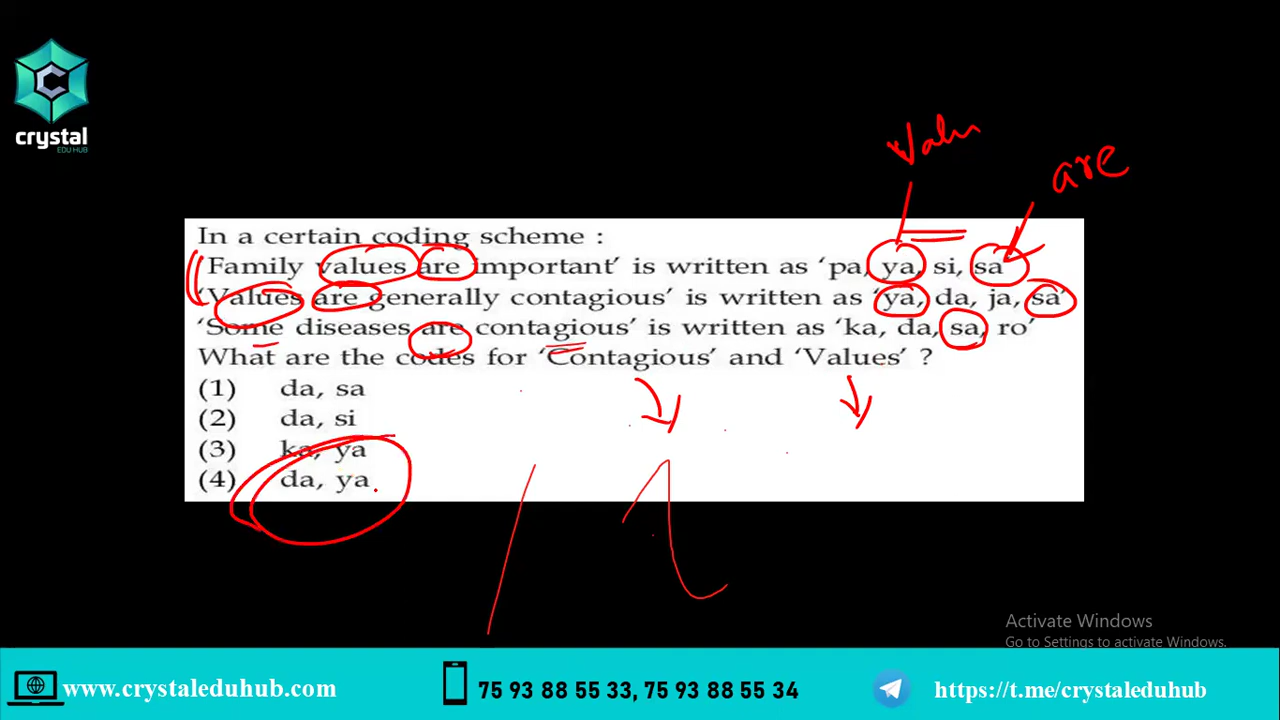 crystal
EDU HUB
Valu
are
In a certain coding scheme :
'Family values are important' is written as 'pa, ya, si, sa'
'Values are generally contagious' is written as 'ya, da, ja, sa'
'Some diseases are contagious' is written as 'ka, da, sa, ro'
What are the codes for 'Contagious' and 'Values' ?
(1) da, sa
(2) da, si
(3) ka, ya
(4) da, ya
Activate Windows
Go to Settings to activate Windows.
www.crystaleduhub.com
75 93 88 55 33, 75 93 88 55 34
https://t.me/crystaleduhub